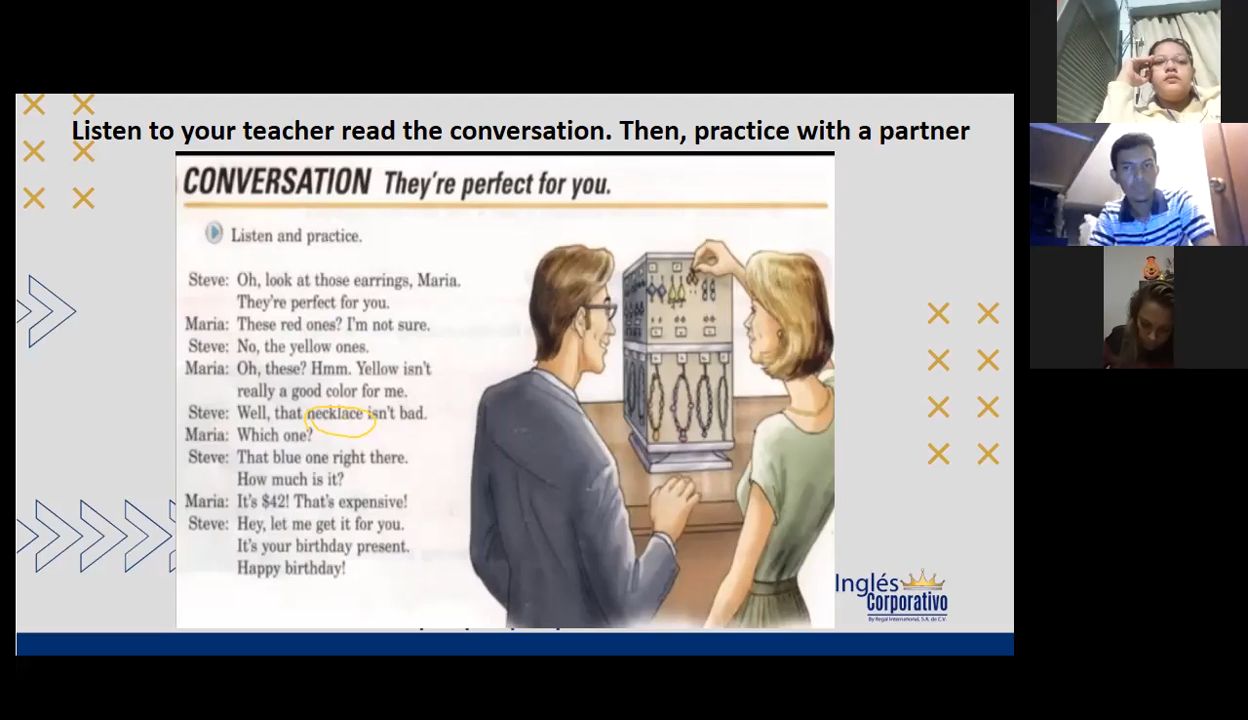 Listen to your teacher read the conversation. Then, practice with a partner
CONVERSATION They're perfect for you.
Listen and practice.
Steve: Oh, look at those earrings, Maria.
They're perfect for you.
Maria: These red ones? I'm not sure.
Steve: No, the yellow ones.
Maria: Oh, these? Hmm. Yellow isn't
really a good color for me.
Steve: Well, that necklace isn't bad.
Maria: Which one?
Steve: That blue one right there.
How much is it?
Maria: It's $42! That's expensive!
Steve: Hey, let me get it for you.
It's your birthday present.
Happy birthday!
Inglés
Corporativo
By Regal International, S.A. de C.V.